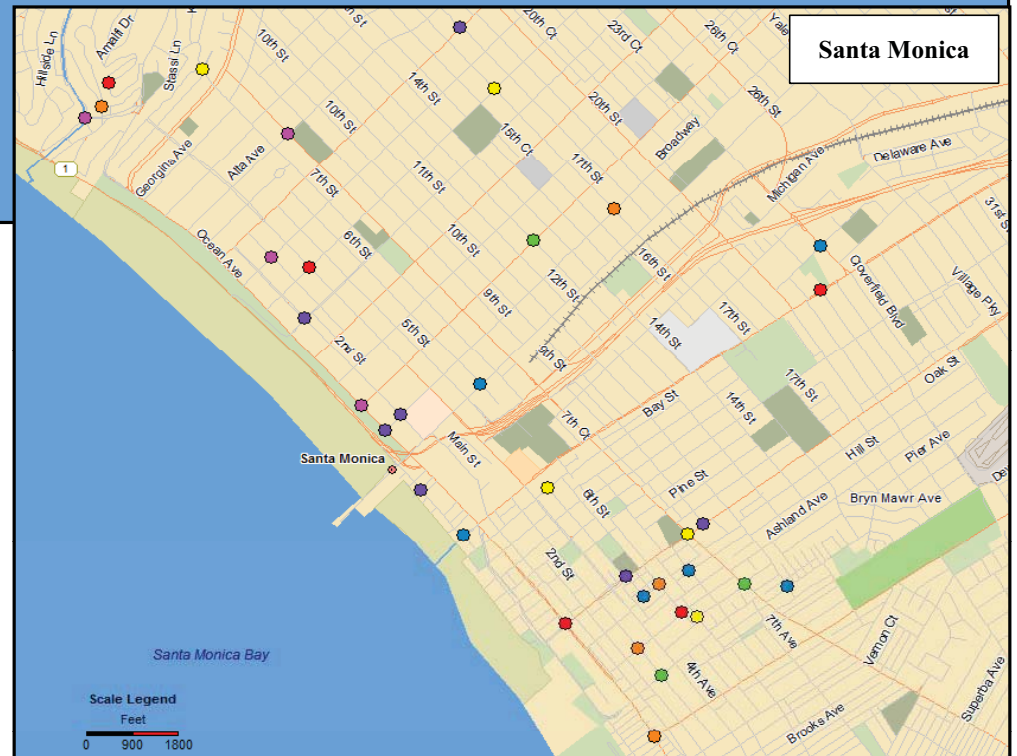 Santa Monica
Hillside Ln
Amalfi Dr
Stassi Ln
10th St
20th Ct
23rd Ct
26th Ct
14th St
26th St
20th St
10th St
15th Ct
Broadway
Michigan Ave
Delaware Ave
1
Georgina Ave
Alta Ave
7th St
11th St
17th St
31st S
Ocean Ave
6th St
10th St
16th St
12th St
Cloverfield Blvd
Village Pky
2nd St
5th St
9th St
9th St
14th St
17th St
Oak St
17th St
14th St
Bay St
7th Ct
Main St
Hill St
Pier Ave
Santa Monica
6th St
Pine St
Ashland Ave
Bryn Mawr Ave
2nd St
7th Ave
Vernon Ct
Santa Monica Bay
4th Ave
Superba Ave
Brooks Ave
Scale Legend
Feet
0 900 1800